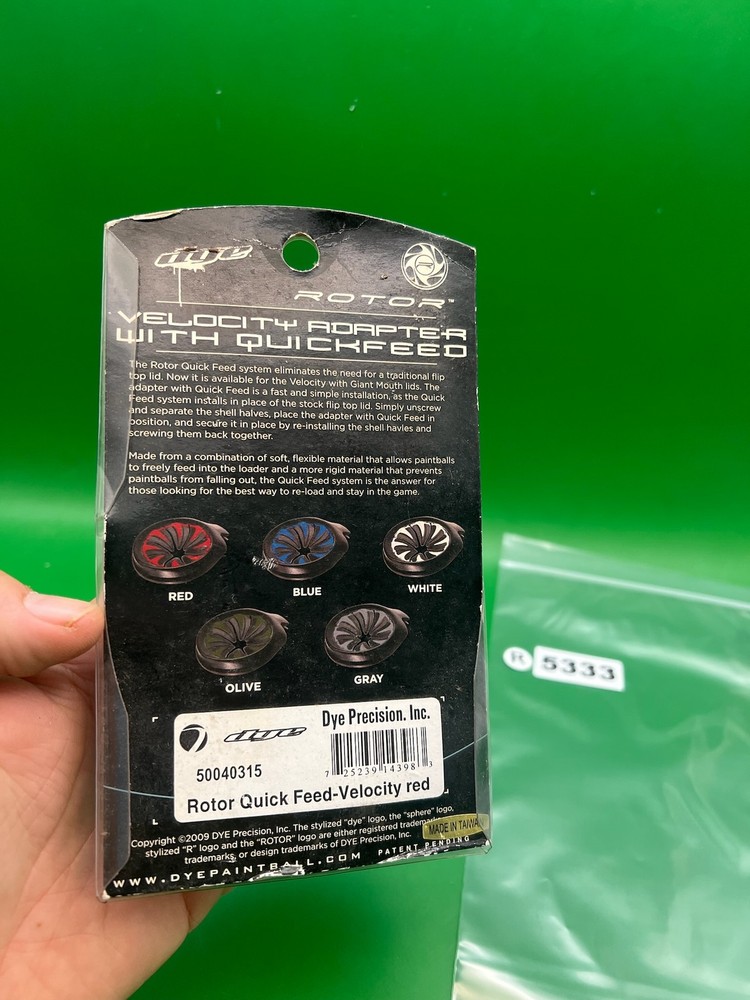 dye
ROTOR™
VELOCITY ADAPTER
WITH QUICKFEED
The Rotor Quick Feed system eliminates the need for a traditional flip
top lid. Now it is available for the Velocity with Giant Mouth lids. The
adapter with Quick Feed is a fast and simple installation, as the Quick
Feed system installs in place of the stock flip top lid. Simply unscrew
and separate the shell halves, place the adapter with Quick Feed in
position, and secure it in place by re-installing the shell havles and
screwing them back together.
Made from a combination of soft, flexible material that allows paintballs
to freely feed into the loader and a more rigid material that prevents
paintballs from falling out, the Quick Feed system is the answer for
those looking for the best way to re-load and stay in the game.
RED
BLUE
WHITE
OLIVE
GRAY
dye
Dye Precision. Inc.
50040315
7 25239 14398 3
Rotor Quick Feed-Velocity red
Copyright ©2009 DYE Precision, Inc. The stylized "dye" logo, the "sphere" logo,
stylized "R" logo and the "ROTOR" logo are either registered
trademarks, or design trademarks of DYE Precision, Inc.
MADE IN TAIWAN
PATENT PENDING
WWW.DYEPAINTBALL.COM
R 5333